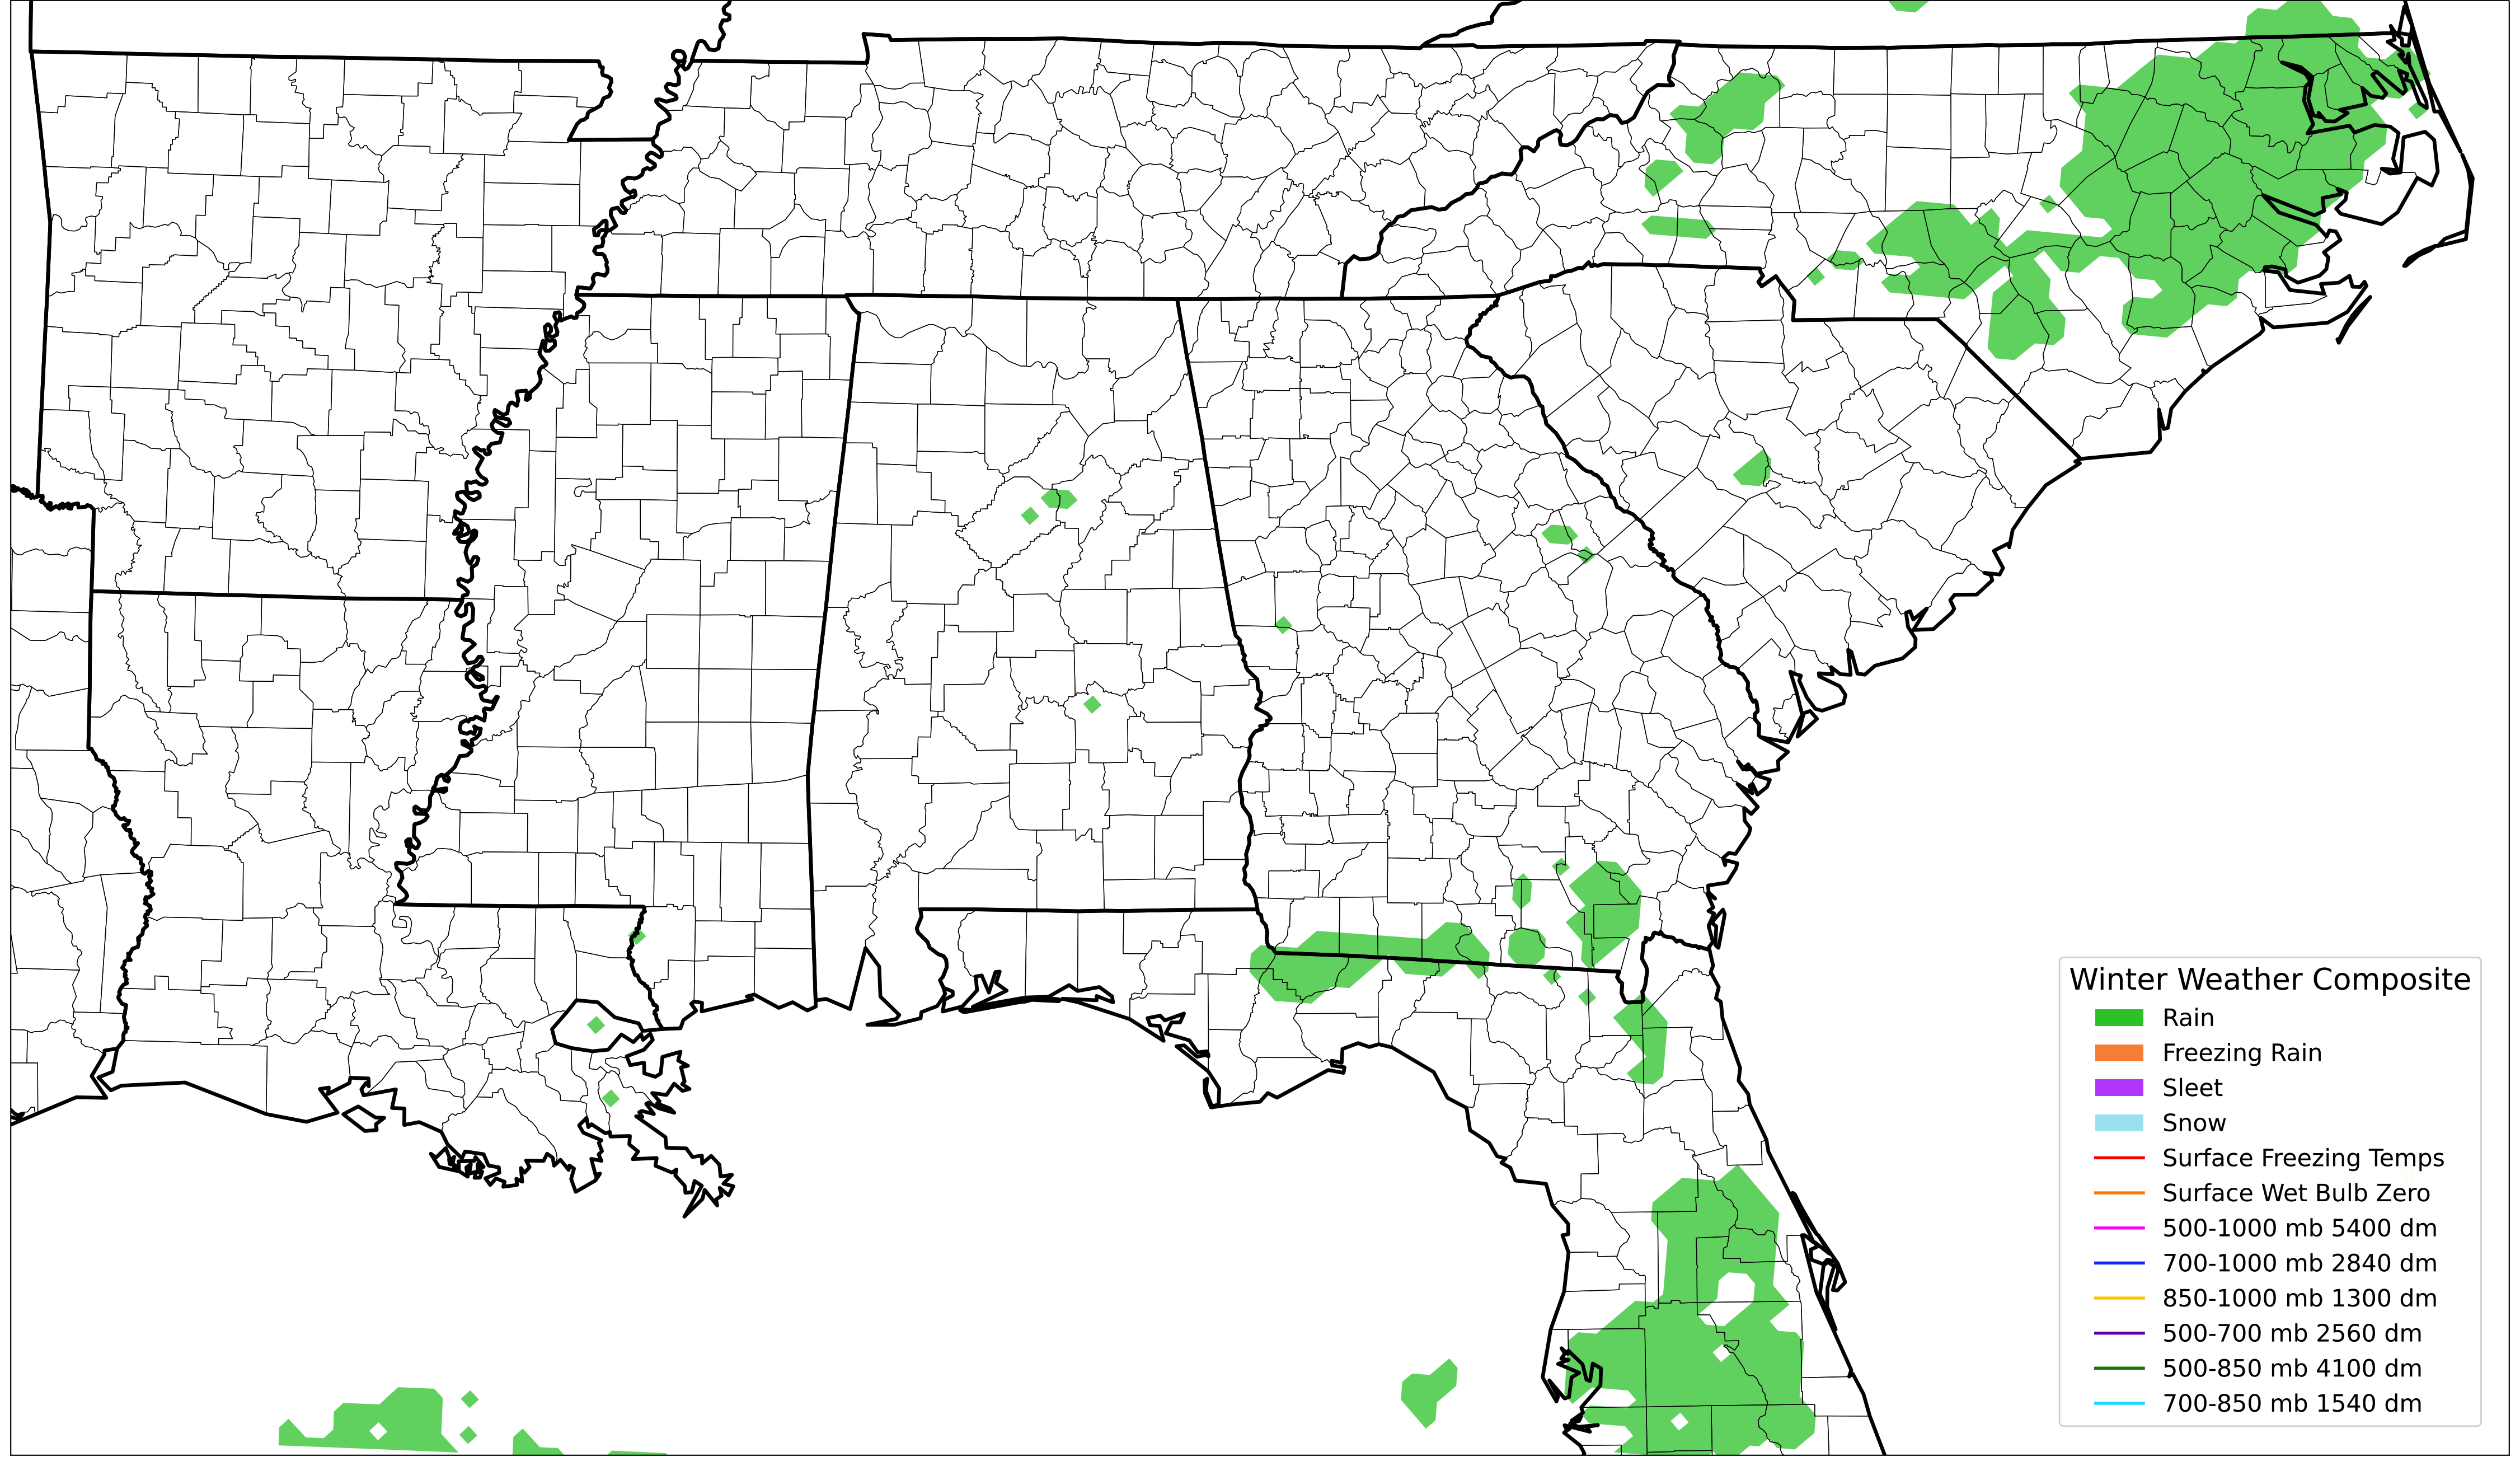 Winter Weather Composite
Rain
Freezing Rain
Sleet
Snow
Surface Freezing Temps
Surface Wet Bulb Zero
500-1000 mb 5400 dm
700-1000 mb 2840 dm
850-1000 mb 1300 dm
500-700 mb 2560 dm
500-850 mb 4100 dm
700-850 mb 1540 dm